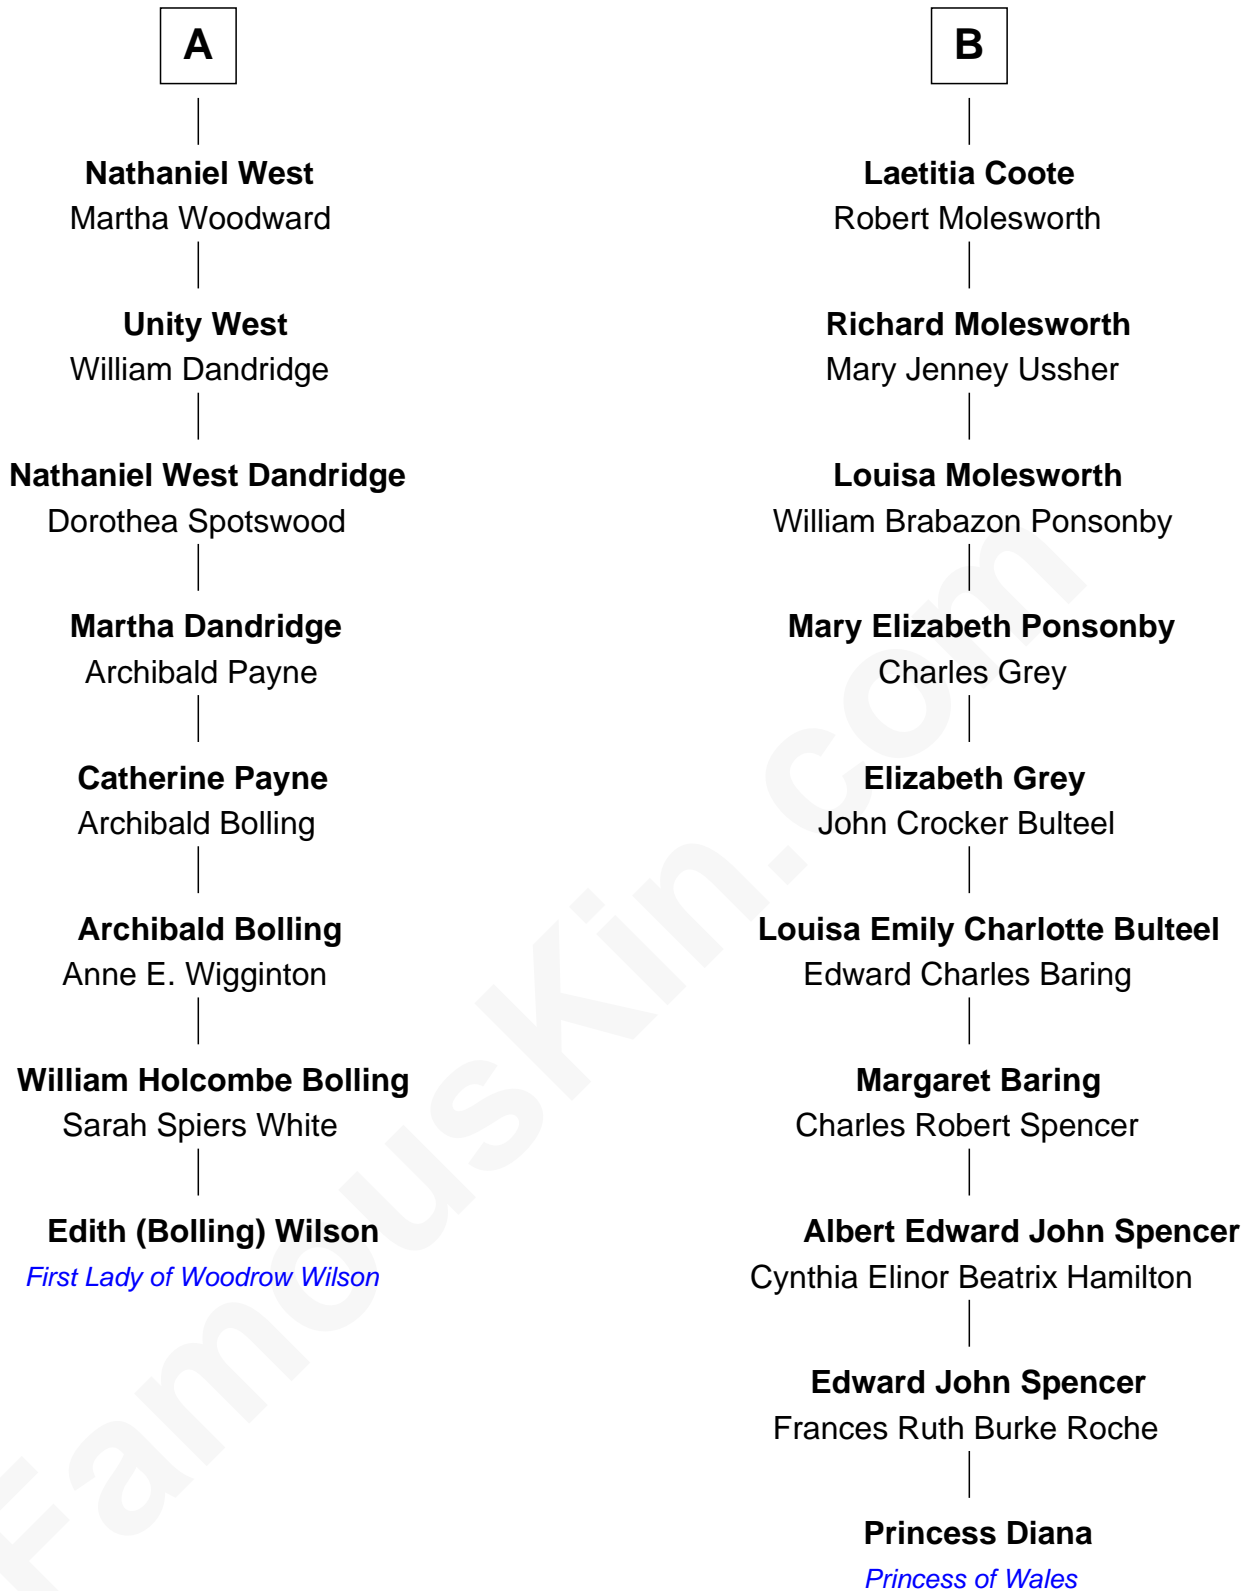 A
Nathaniel West
Martha Woodward
Unity West
William Dandridge
Nathaniel West Dandridge
Dorothea Spotswood
Martha Dandridge
Archibald Payne
Catherine Payne
Archibald Bolling
Archibald Bolling
Anne E. Wigginton
William Holcombe Bolling
Sarah Spiers White
Edith (Bolling) Wilson
First Lady of Woodrow Wilson
B
Laetitia Coote
Robert Molesworth
Richard Molesworth
Mary Jenney Ussher
Louisa Molesworth
William Brabazon Ponsonby
Mary Elizabeth Ponsonby
Charles Grey
Elizabeth Grey
John Crocker Bulteel
Louisa Emily Charlotte Bulteel
Edward Charles Baring
Margaret Baring
Charles Robert Spencer
Albert Edward John Spencer
Cynthia Elinor Beatrix Hamilton
Edward John Spencer
Frances Ruth Burke Roche
Princess Diana
Princess of Wales
FamousKin.com